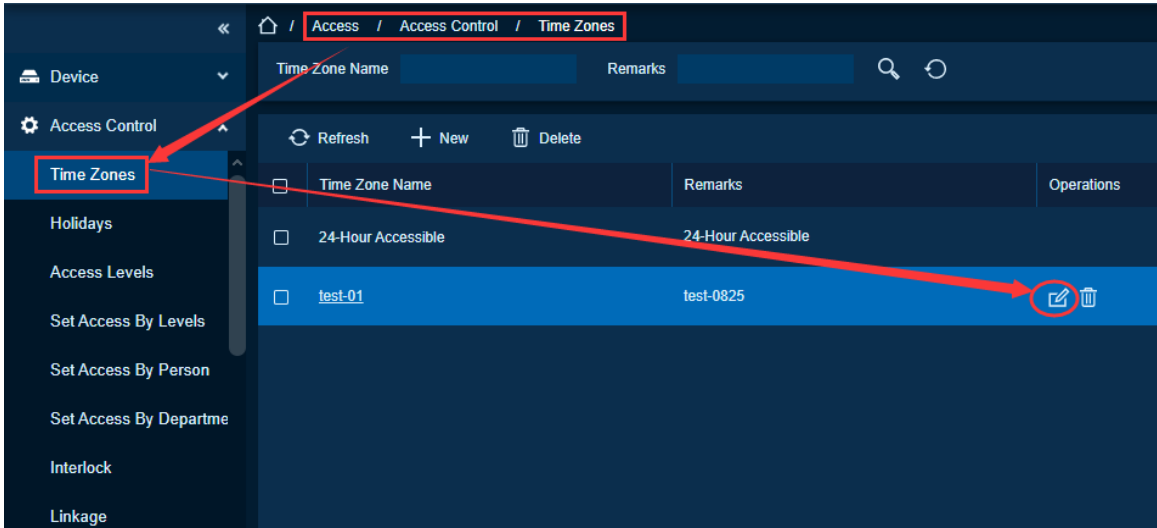 « / Access / Access Control / Time Zones
Device
Time Zone Name Remarks
Access Control
Refresh New Delete
Time Zones
Time Zone Name Remarks Operations
Holidays
24-Hour Accessible 24-Hour Accessible
Access Levels
test-01 test-0825
Set Access By Levels
Set Access By Person
Set Access By Departme
Interlock
Linkage